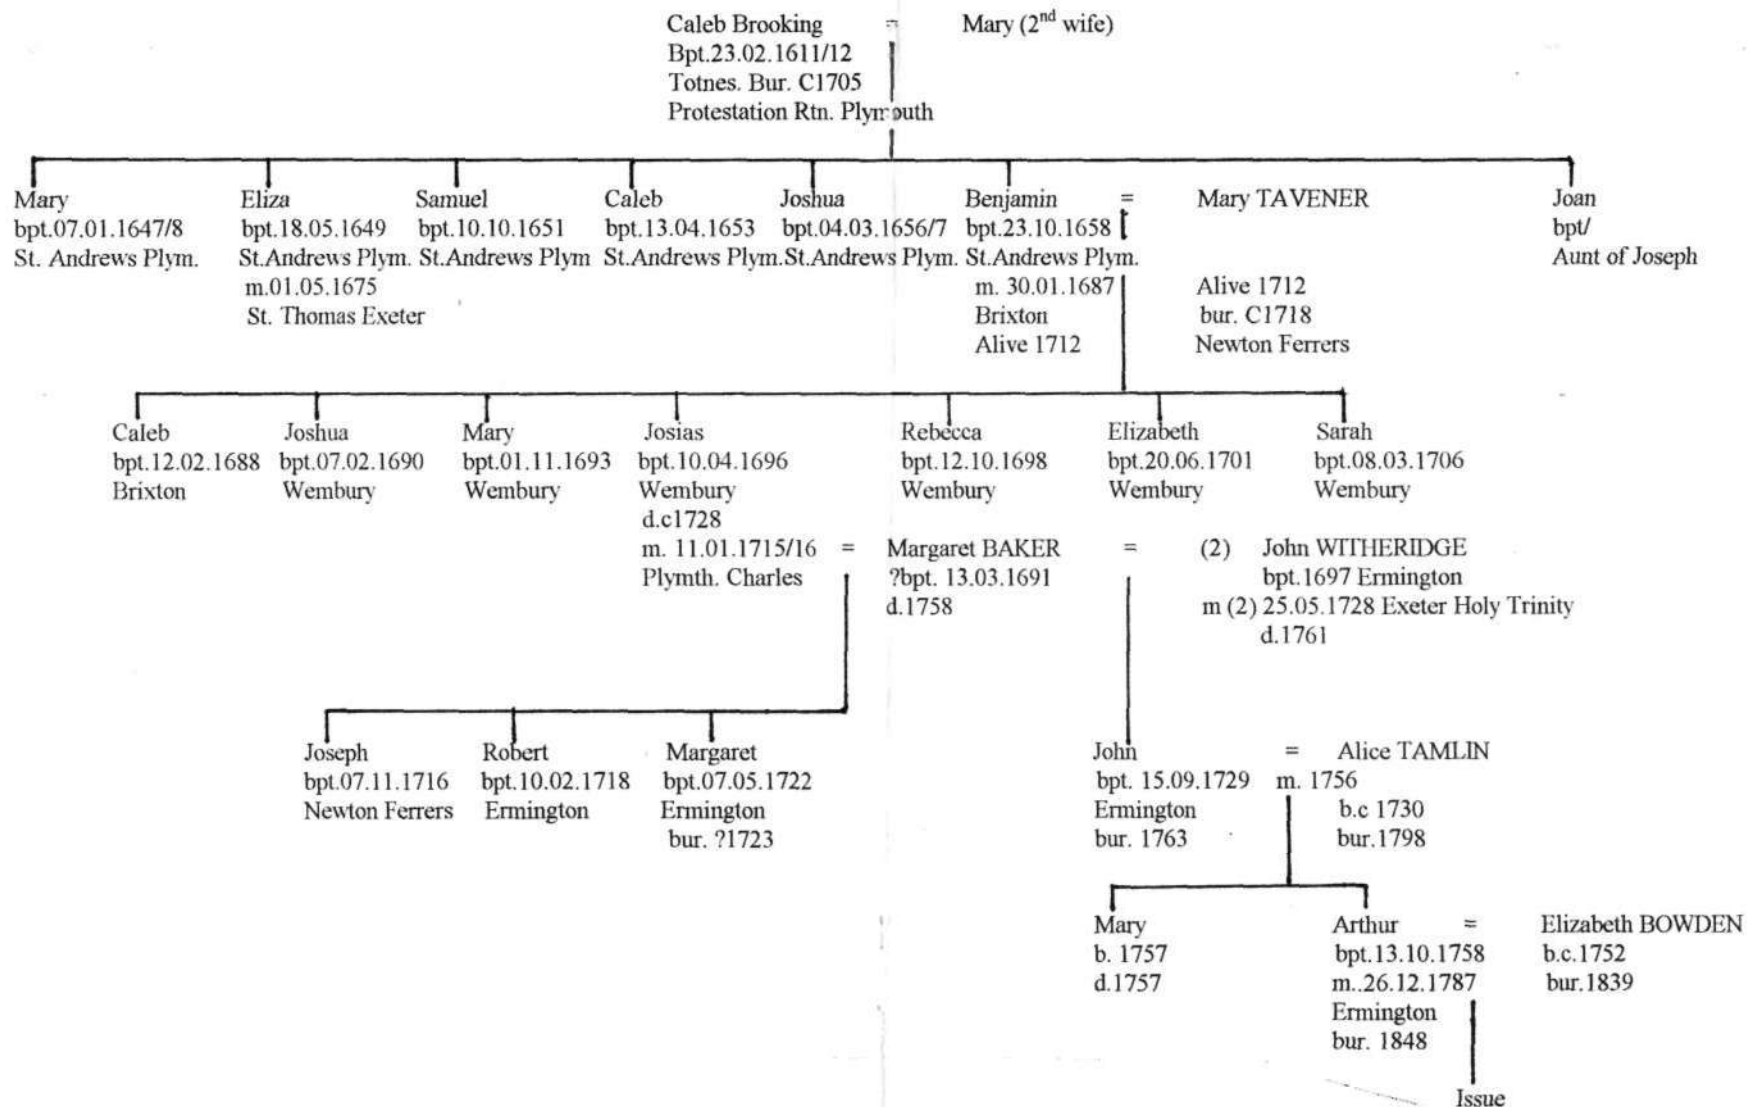 Caleb Brooking = Mary (2nd wife)
Bpt.23.02.1611/12
Totnes. Bur. C1705
Protestation Rtn. Plymouth
Mary Eliza Samuel Caleb Joshua Benjamin = Mary TAVENER Joan
bpt.07.01.1647/8 bpt.18.05.1649 bpt.10.10.1651 bpt.13.04.1653 bpt.04.03.1656/7 bpt.23.10.1658 bpt/
St. Andrews Plym. St.Andrews Plym. St.Andrews Plym St.Andrews Plym. St.Andrews Plym. St.Andrews Plym. Aunt of Joseph
m.01.05.1675 m. 30.01.1687 Alive 1712
St. Thomas Exeter Brixton bur. C1718
Alive 1712 Newton Ferrers
Caleb Joshua Mary Josias Rebecca Elizabeth Sarah
bpt.12.02.1688 bpt.07.02.1690 bpt.01.11.1693 bpt.10.04.1696 bpt.12.10.1698 bpt.20.06.1701 bpt.08.03.1706
Brixton Wembury Wembury Wembury Wembury Wembury Wembury
d.c1728
m. 11.01.1715/16 = Margaret BAKER = (2) John WITHERIDGE
Plymth. Charles ?bpt. 13.03.1691 bpt.1697 Ermington
d.1758 m (2) 25.05.1728 Exeter Holy Trinity
d.1761
Joseph Robert Margaret John = Alice TAMLIN
bpt.07.11.1716 bpt.10.02.1718 bpt.07.05.1722 bpt. 15.09.1729 m. 1756
Newton Ferrers Ermington Ermington Ermington b.c 1730
bur. ?1723 bur. 1763 bur.1798
Mary Arthur = Elizabeth BOWDEN
b. 1757 bpt.13.10.1758 b.c.1752
d.1757 m..26.12.1787 bur.1839
Ermington
bur. 1848
Issue